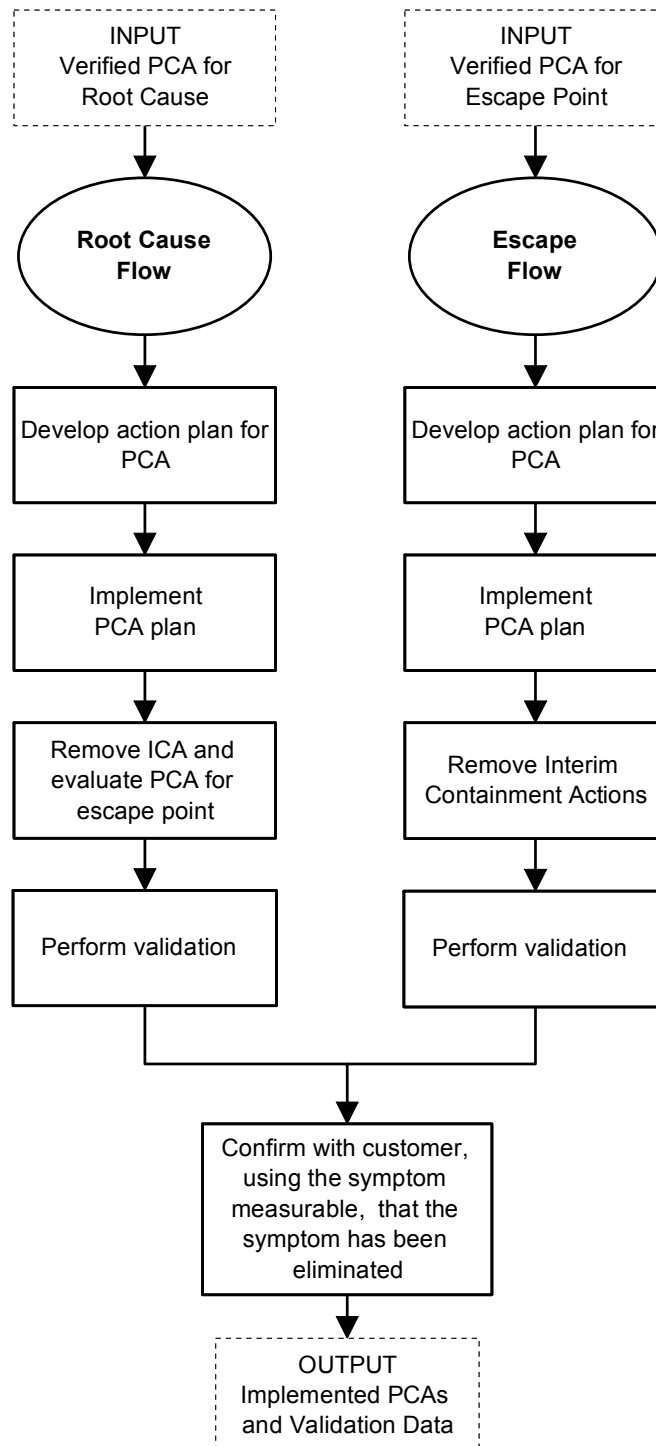 INPUT
Verified PCA for
Root Cause
INPUT
Verified PCA for
Escape Point
Root Cause
Flow
Escape
Flow
Develop action plan for
PCA
Develop action plan for
PCA
Implement
PCA plan
Implement
PCA plan
Remove ICA and
evaluate PCA for
escape point
Remove Interim
Containment Actions
Perform validation
Perform validation
Confirm with customer,
using the symptom
measurable, that the
symptom has been
eliminated
OUTPUT
Implemented PCAs
and Validation Data